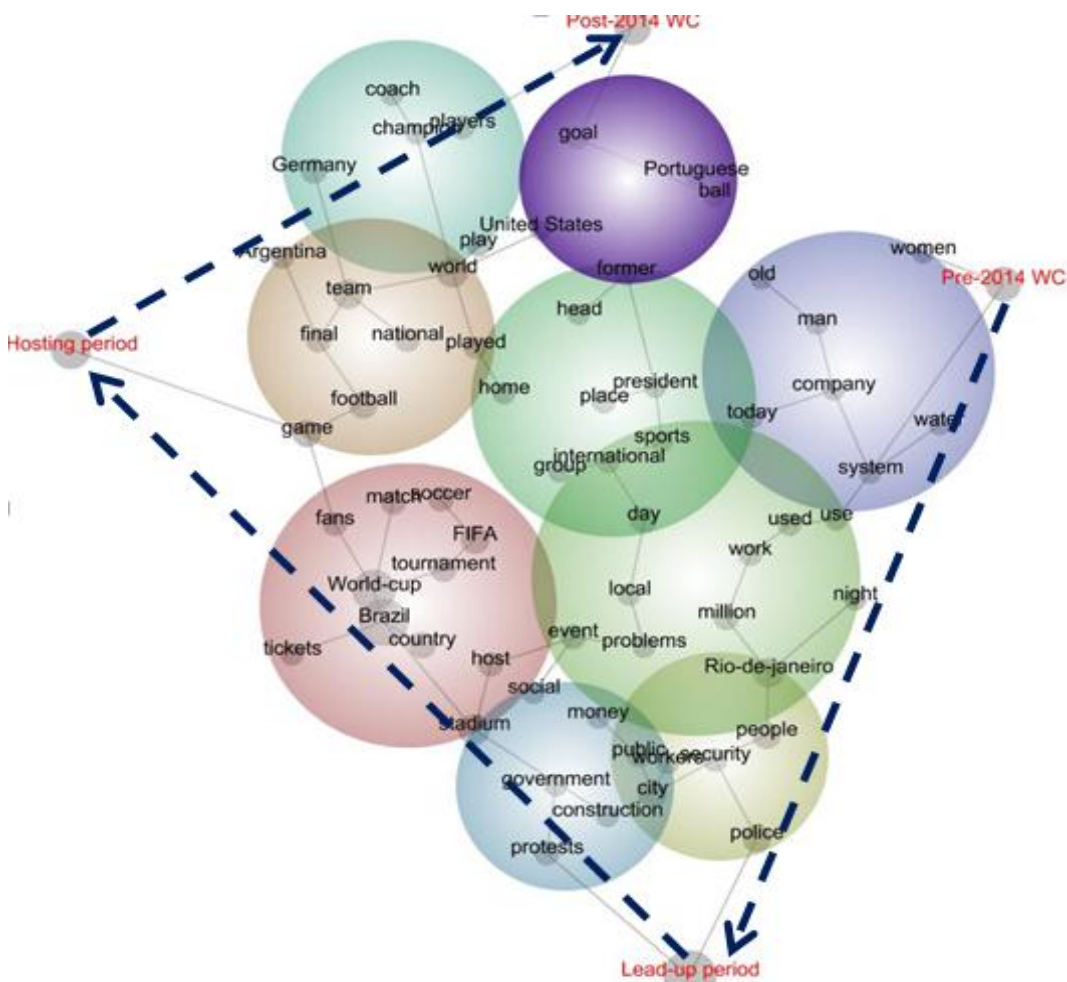 Post-2014 WC
coach
players
champion
goal
Germany
Portuguese
ball
United States
play
women
Argentina
world
former
old
Pre-2014 WC
team
head
man
final
national
played
Hosting period
home
president
company
place
football
today
water
game
sports
international
group
system
match
soccer
fans
day
used
use
FIFA
work
tournament
World-cup
local
night
Brazil
million
country
event
problems
tickets
host
Rio-de-janeiro
social
stadium
money
people
public
security
workers
government
city
construction
police
protests
Lead-up period